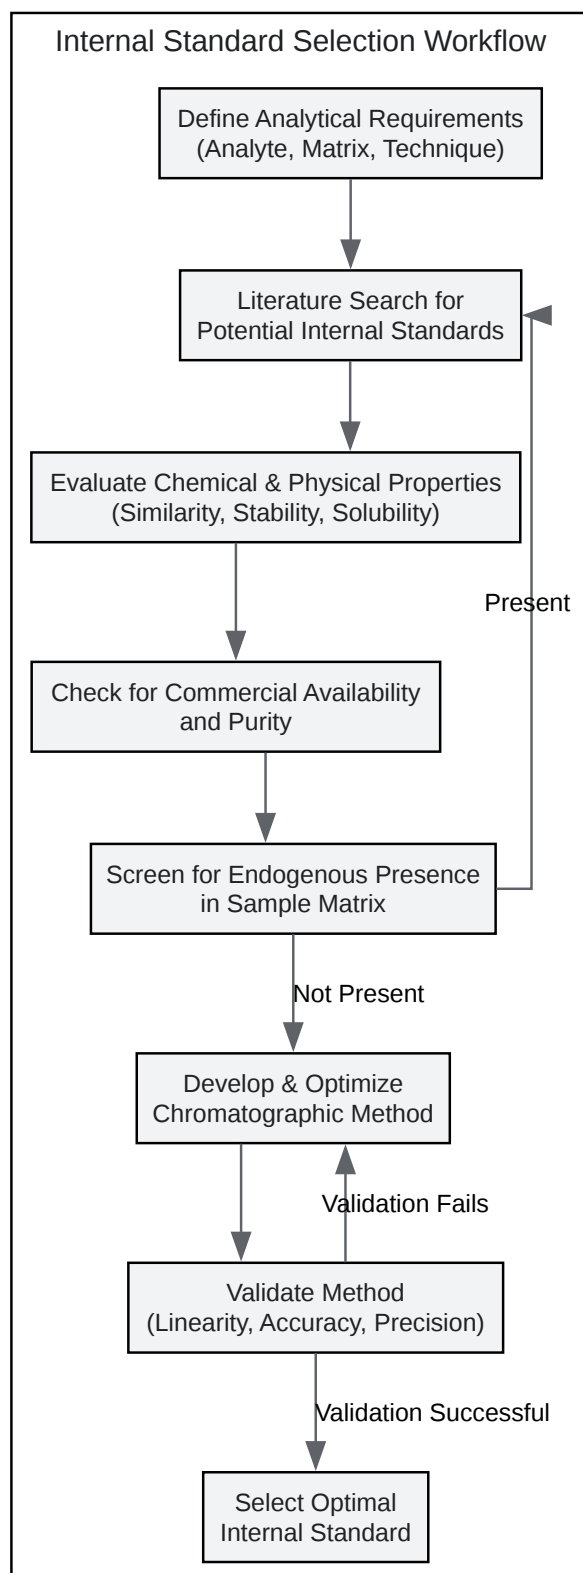 Internal Standard Selection Workflow
Define Analytical Requirements
(Analyte, Matrix, Technique)
Literature Search for
Potential Internal Standards
Evaluate Chemical & Physical Properties
(Similarity, Stability, Solubility)
Present
Check for Commercial Availability
and Purity
Screen for Endogenous Presence
in Sample Matrix
Not Present
Develop & Optimize
Chromatographic Method
Validation Fails
Validate Method
(Linearity, Accuracy, Precision)
Validation Successful
Select Optimal
Internal Standard